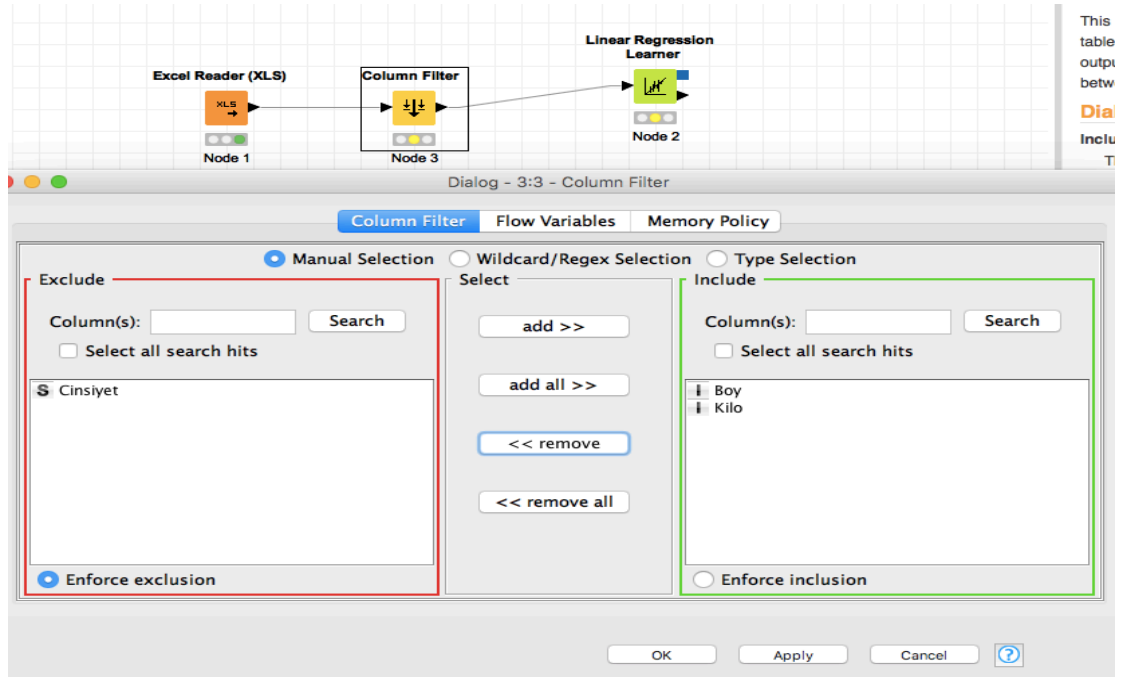 This
table
outpu
betw
Dia
Inclu
T
Linear Regression
Learner
Node 2
Excel Reader (XLS)
XLS
Node 1
Column Filter
Node 3
Dialog - 3:3 - Column Filter
Column Filter Flow Variables Memory Policy
Manual Selection Wildcard/Regex Selection Type Selection
Exclude
Column(s): Search
Select all search hits
S Cinsiyet
Enforce exclusion
Select
add >>
add all >>
<< remove
<< remove all
Include
Column(s): Search
Select all search hits
I Boy
I Kilo
Enforce inclusion
OK Apply Cancel ?